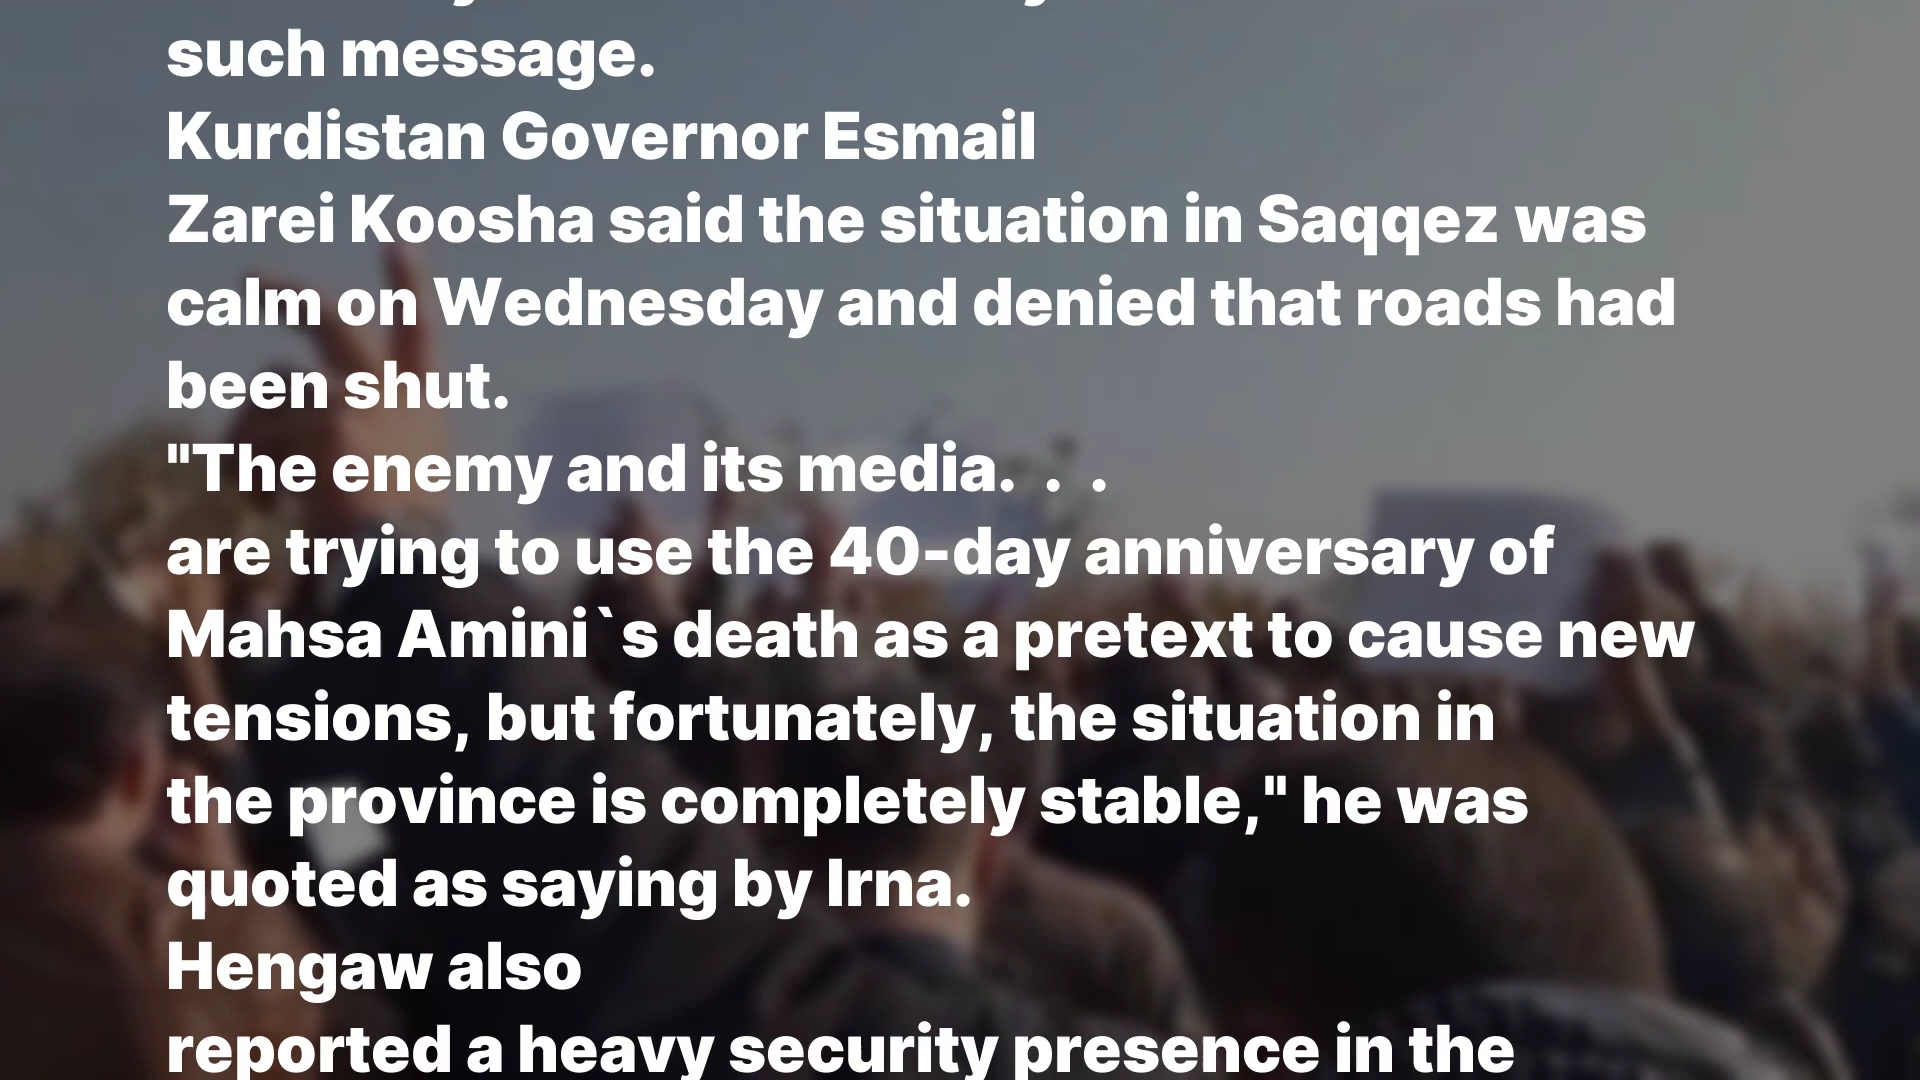 such message.
Kurdistan Governor Esmail
Zarei Koosha said the situation in Saqqez was
calm on Wednesday and denied that roads had
been shut.
"The enemy and its media. . .
are trying to use the 40-day anniversary of
Mahsa Amini`s death as a pretext to cause new
tensions, but fortunately, the situation in
the province is completely stable," he was
quoted as saying by Irna.
Hengaw also
reported a heavy security presence in the